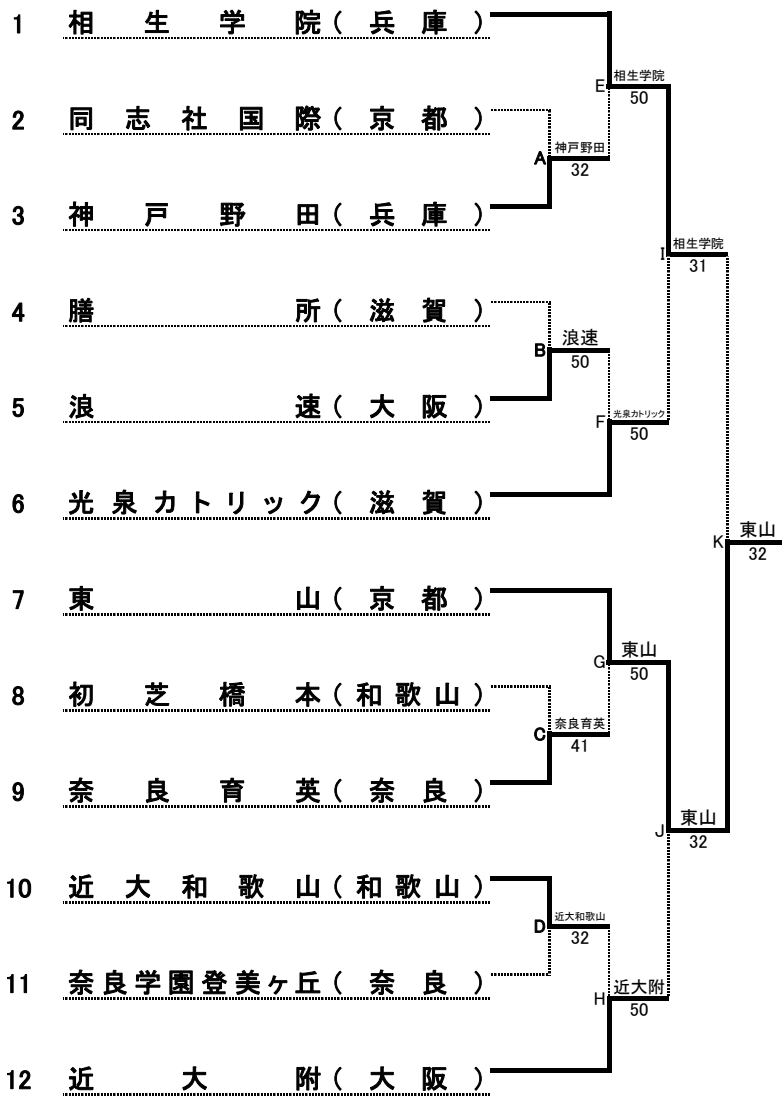 1 相生学院(兵庫)
相生学院
E
50
2 同志社国際(京都)
神戸野田
A
32
3 神戸野田(兵庫)
相生学院
I
31
4 膳所(滋賀)
浪速
B
50
5 浪速(大阪)
光泉カトリック
F
50
6 光泉カトリック(滋賀)
東山
K
32
7 東山(京都)
東山
G
50
8 初芝橋本(和歌山)
奈良育英
C
41
9 奈良育英(奈良)
東山
J
32
10 近大和歌山(和歌山)
近大和歌山
D
32
11 奈良学園登美ヶ丘(奈良)
近大附
H
50
12 近大附(大阪)